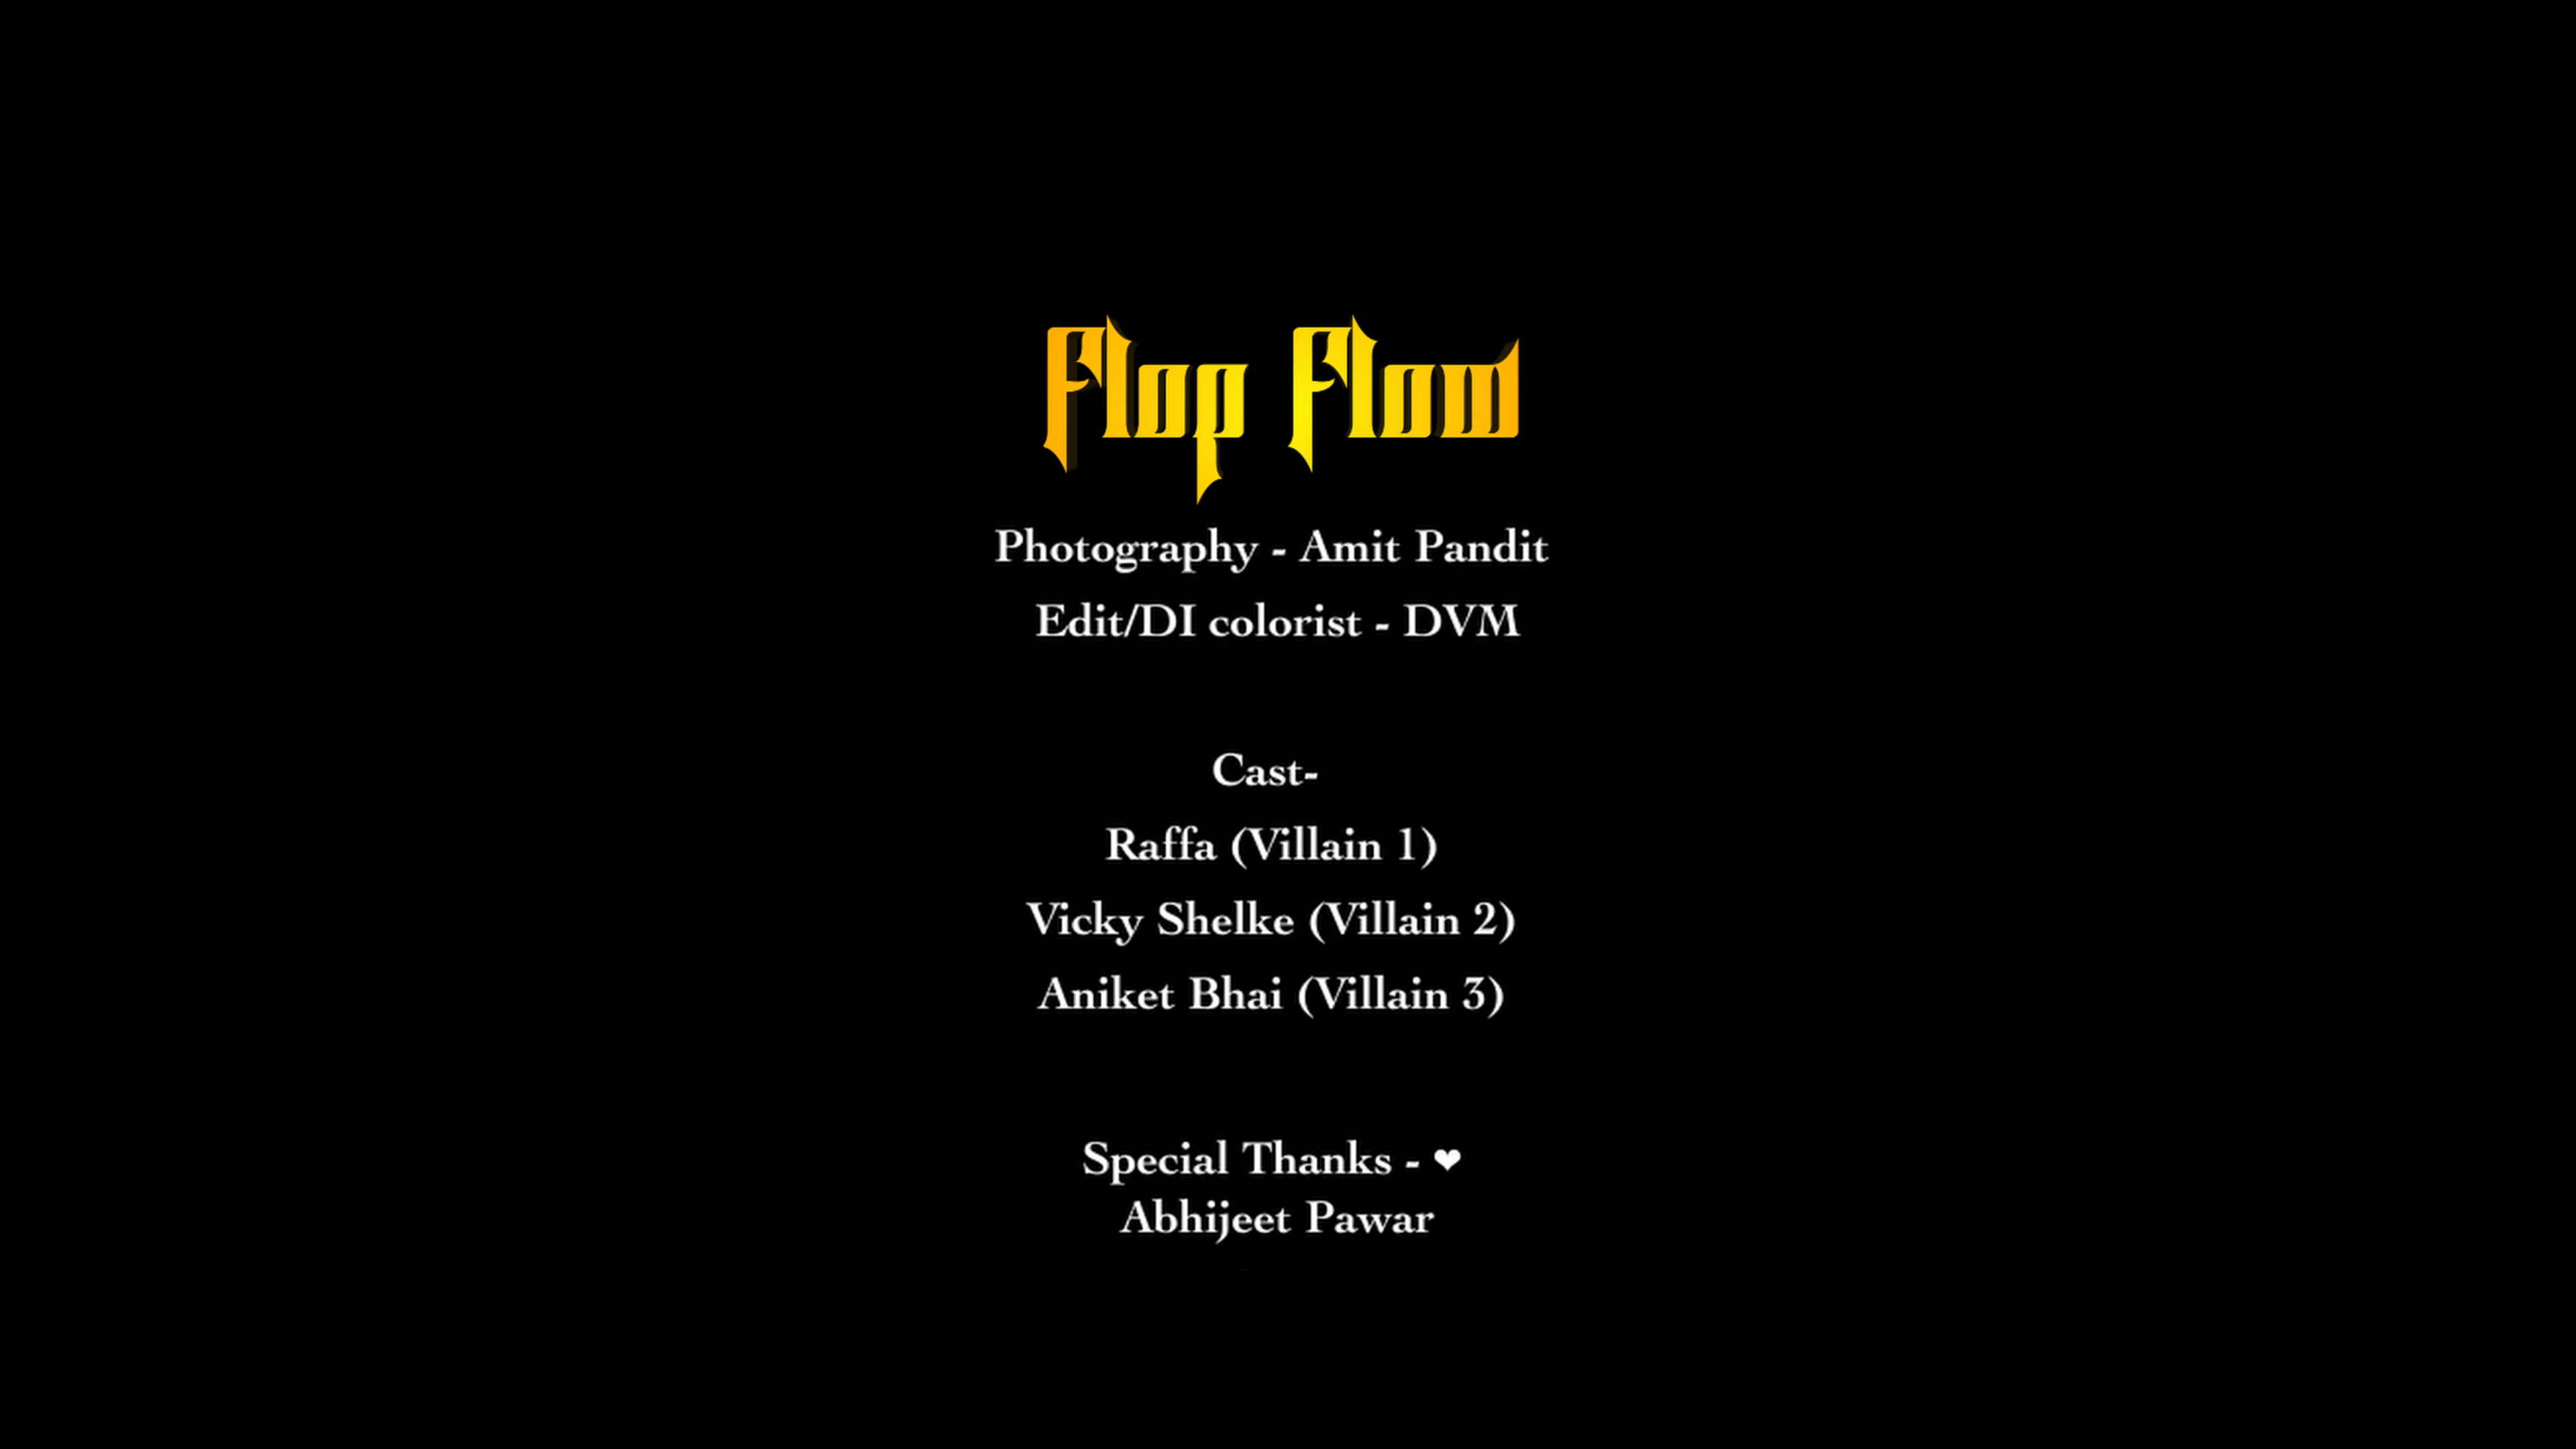 Flop Flow
Photography - Amit Pandit
Edit/DI colorist - DVM
Cast-
Raffa (Villain 1)
Vicky Shelke (Villain 2)
Aniket Bhai (Villain 3)
Special Thanks - ❤
Abhijeet Pawar